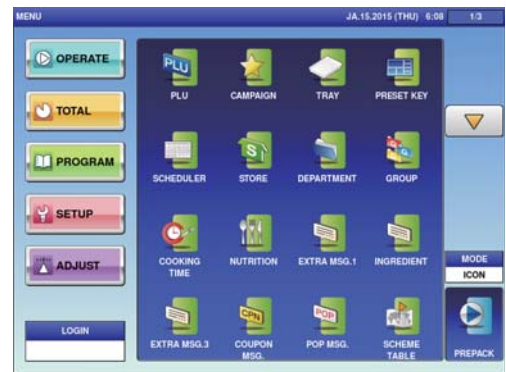 MENU
JA.15.2015 (THU) 6:08
1/3
OPERATE
TOTAL
PROGRAM
SETUP
ADJUST
LOGIN
PLU
PLU
CAMPAIGN
TRAY
PRESET KEY
S
SCHEDULER
STORE
DEPARTMENT
GROUP
COOKING
TIME
NUTRITION
EXTRA MSG.1
INGREDIENT
CPN
POP
EXTRA MSG.3
COUPON
MSG.
POP MSG.
SCHEME
TABLE
MODE
ICON
PREPACK